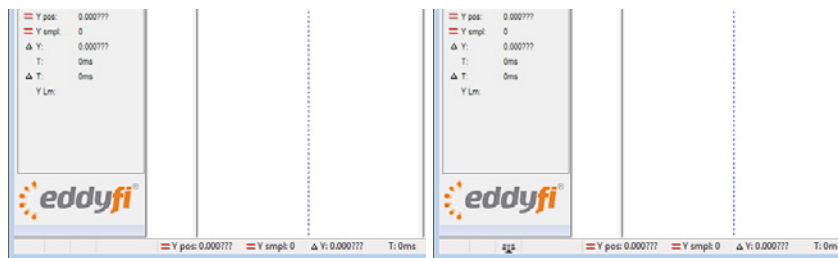 Y pos: 0.000???
Y smpl: 0
Δ Y: 0.000???
T: 0ms
Δ T: 0ms
Y Lm:
eddyfi®
Y pos: 0.000??? Y smpl: 0 Δ Y: 0.000??? T: 0ms
Y pos: 0.000???
Y smpl: 0
Δ Y: 0.000???
T: 0ms
Δ T: 0ms
Y Lm:
eddyfi®
Y pos: 0.000??? Y smpl: 0 Δ Y: 0.000??? T: 0m